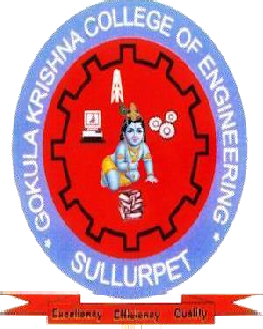 * GOKULA KRISHNA COLLEGE OF ENGINEERING *
SULLURPET
Excellency Efficiency Quality